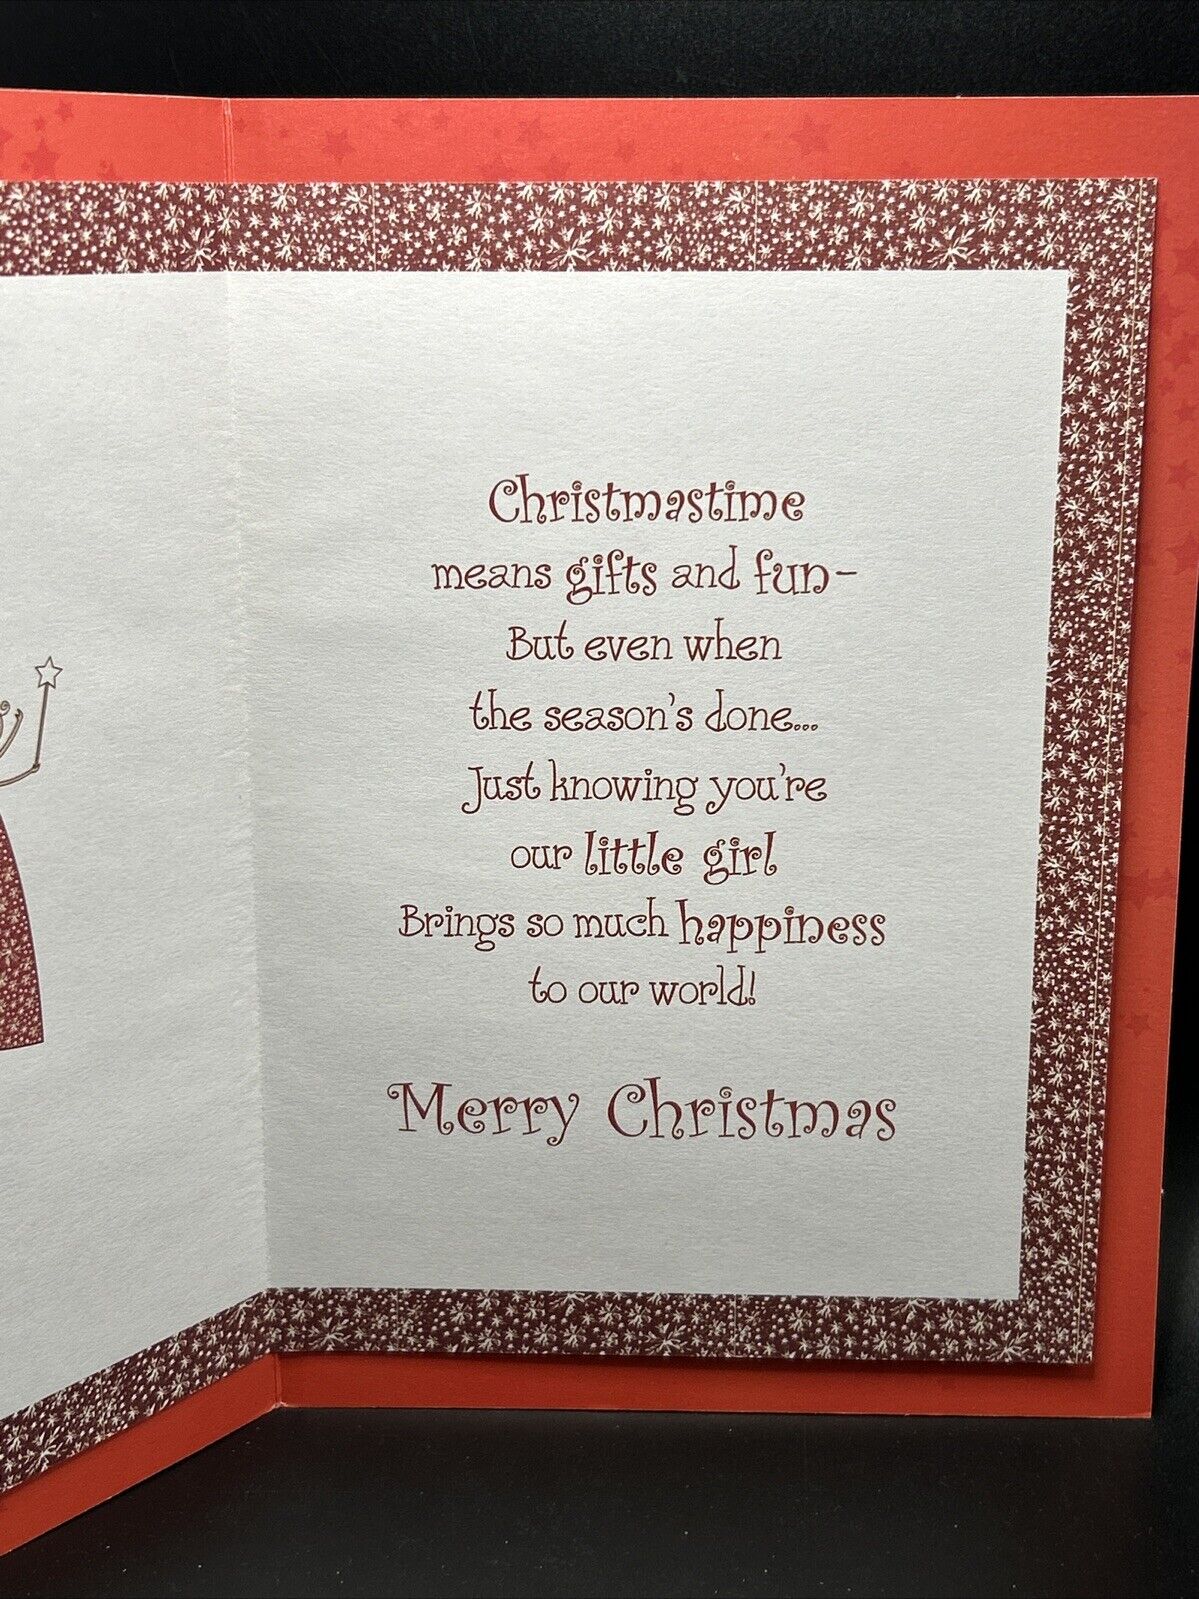 Christmastime
means gifts and fun-
But even when
the season's done...
Just knowing you're
our little girl
Brings so much happiness
to our world!
Merry Christmas